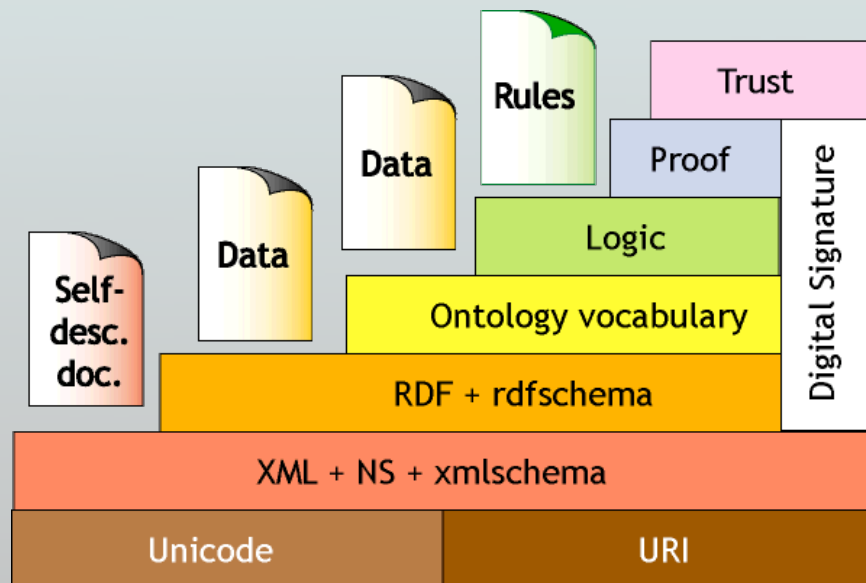 Rules
Trust
Data
Proof
Data
Logic
Self-
desc.
doc.
Ontology vocabulary
Digital Signature
RDF + rdfschema
XML + NS + xmlschema
Unicode
URI